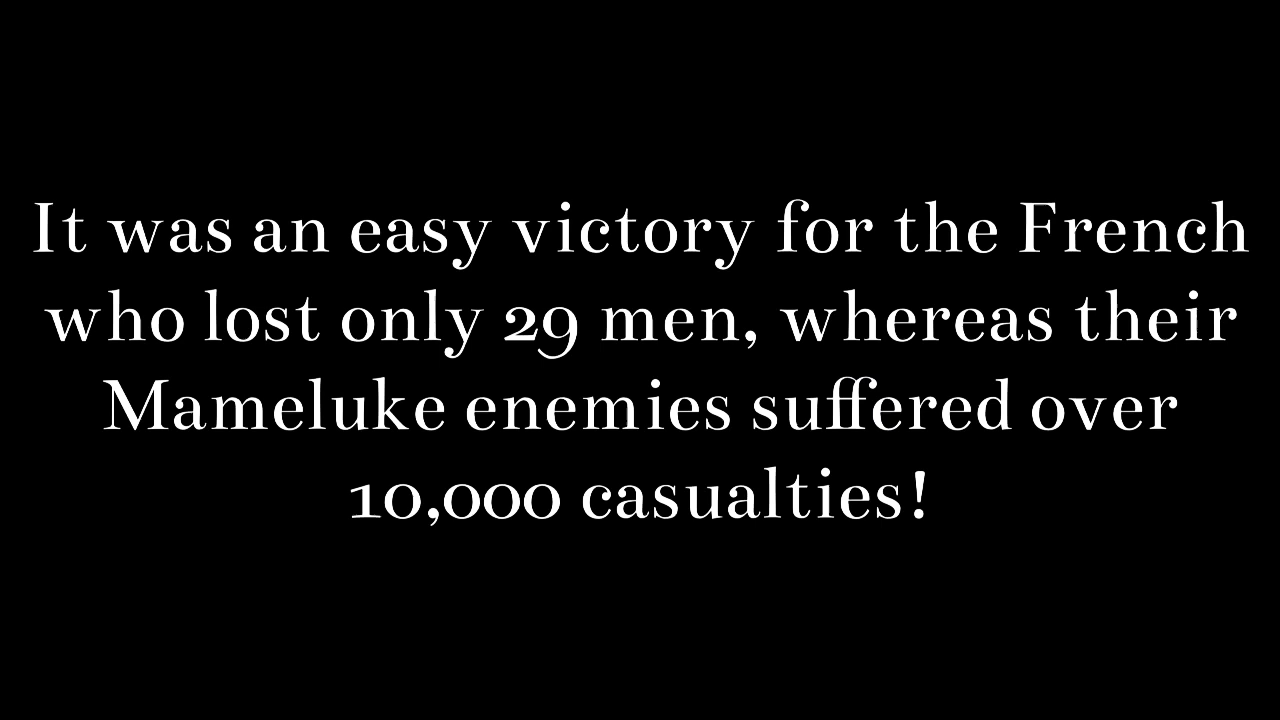 It was an easy victory for the French
who lost only 29 men, whereas their
Mameluke enemies suffered over
10,000 casualties!